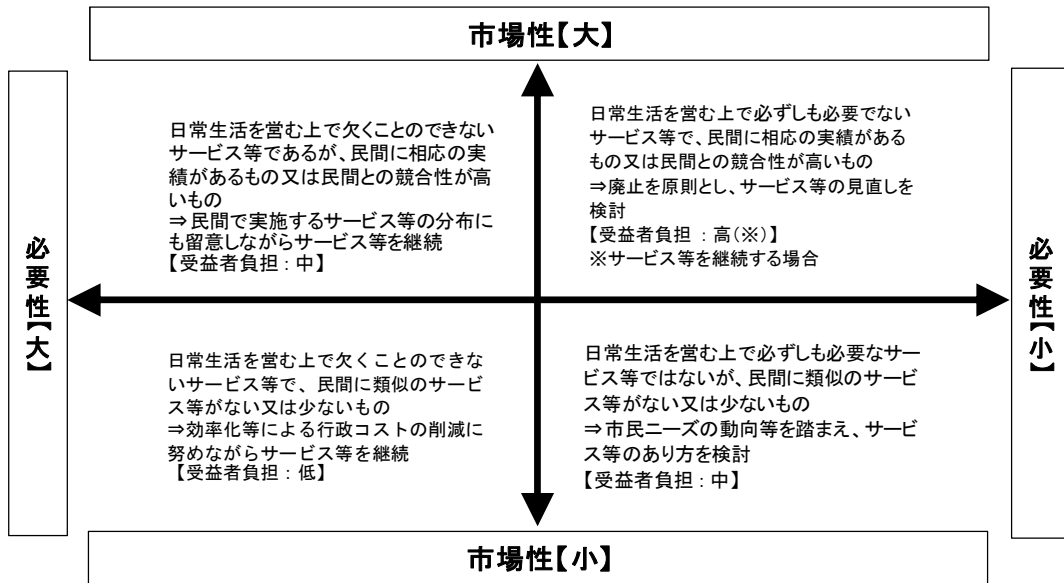 市場性【大】
必要性【大】
日常生活を営む上で欠くことのできない
サービス等であるが、民間に相応の実
績があるもの又は民間との競合性が高
いもの
⇒民間で実施するサービス等の分布に
も留意しながらサービス等を継続
【受益者負担：中】
日常生活を営む上で必ずしも必要でない
サービス等で、民間に相応の実績がある
もの又は民間との競合性が高いもの
⇒廃止を原則とし、サービス等の見直しを
検討
【受益者負担：高(※)】
※サービス等を継続する場合
必要性【小】
日常生活を営む上で欠くことのできな
いサービス等で、民間に類似のサービ
ス等がない又は少ないもの
⇒効率化等による行政コストの削減に
努めながらサービス等を継続
【受益者負担：低】
日常生活を営む上で必ずしも必要なサー
ビス等ではないが、民間に類似のサービ
ス等がない又は少ないもの
⇒市民ニーズの動向等を踏まえ、サービ
ス等のあり方を検討
【受益者負担：中】
市場性【小】